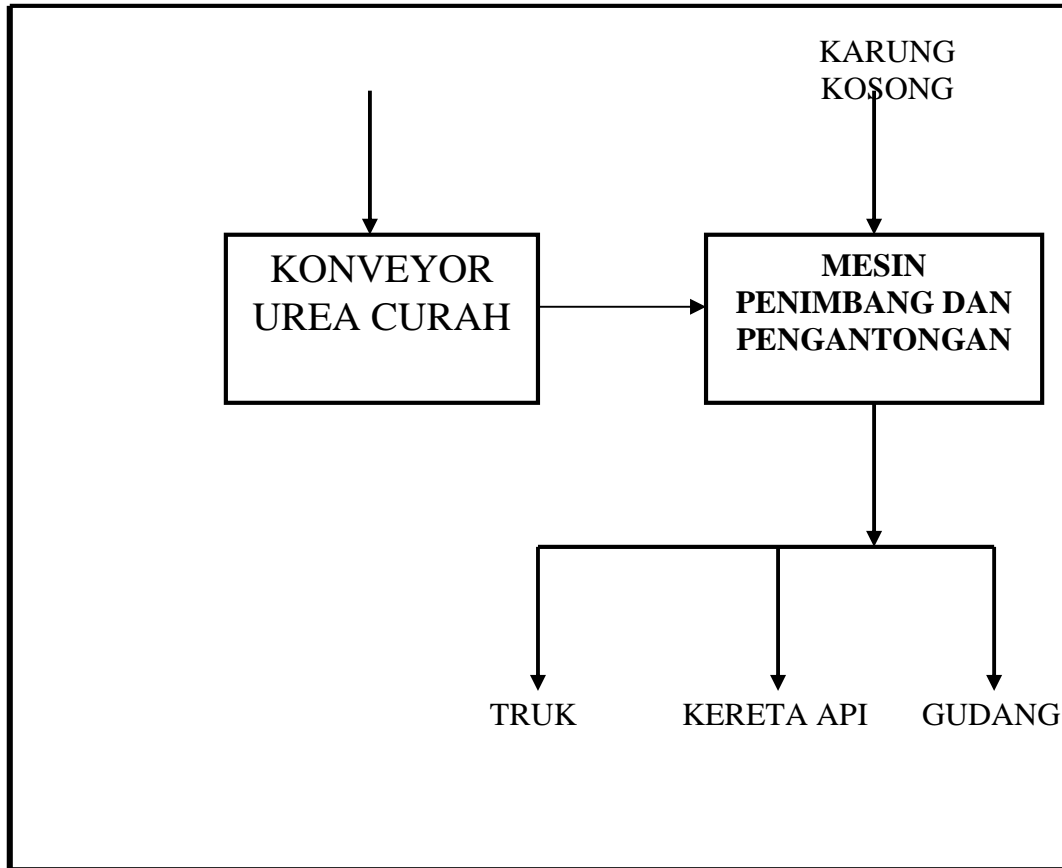 KARUNG
KOSONG
KONVEYOR
UREA CURAH
MESIN
PENIMBANG DAN
PENGANTONGAN
TRUK
KERETA API
GUDANG